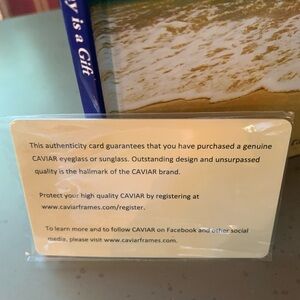 y is a Gift
This authenticity card guarantees that you have purchased a genuine
CAVIAR eyeglass or sunglass. Outstanding design and unsurpassed
quality is the hallmark of the CAVIAR brand.
Protect your high quality CAVIAR by registering at
www.caviarframes.com/register.
To learn more and to follow CAVIAR on Facebook and other social
media, please visit www.caviarframes.com.